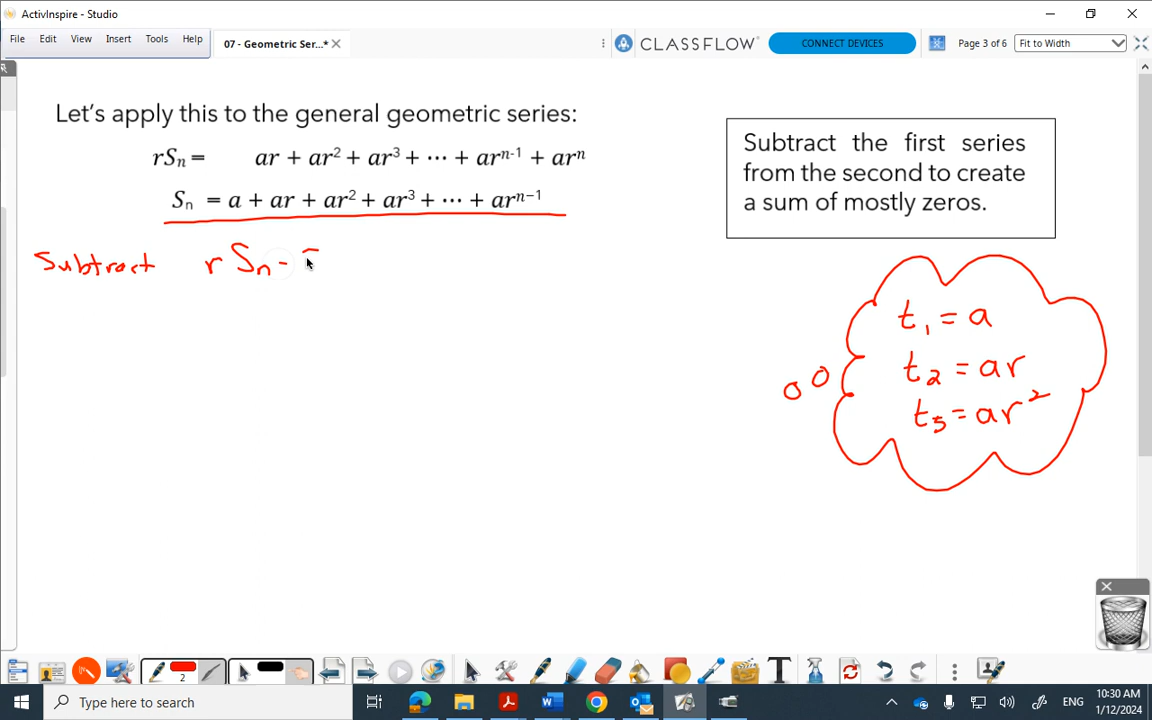 ActivInspire - Studio
File Edit View Insert Tools Help
07 - Geometric Ser...*
CLASSFLOW
CONNECT DEVICES
Page 3 of 6
Fit to Width
Let's apply this to the general geometric series:
rSₙ = ar + ar² + ar³ + ⋯ + arⁿ⁻¹ + arⁿ
Sₙ = a + ar + ar² + ar³ + ⋯ + arⁿ⁻¹
Subtract the first series
from the second to create
a sum of mostly zeros.
Subtract r Sₙ -
t₁ = a
t₂ = ar
t₃ = ar²
2
T
Type here to search
ENG
10:30 AM
1/12/2024